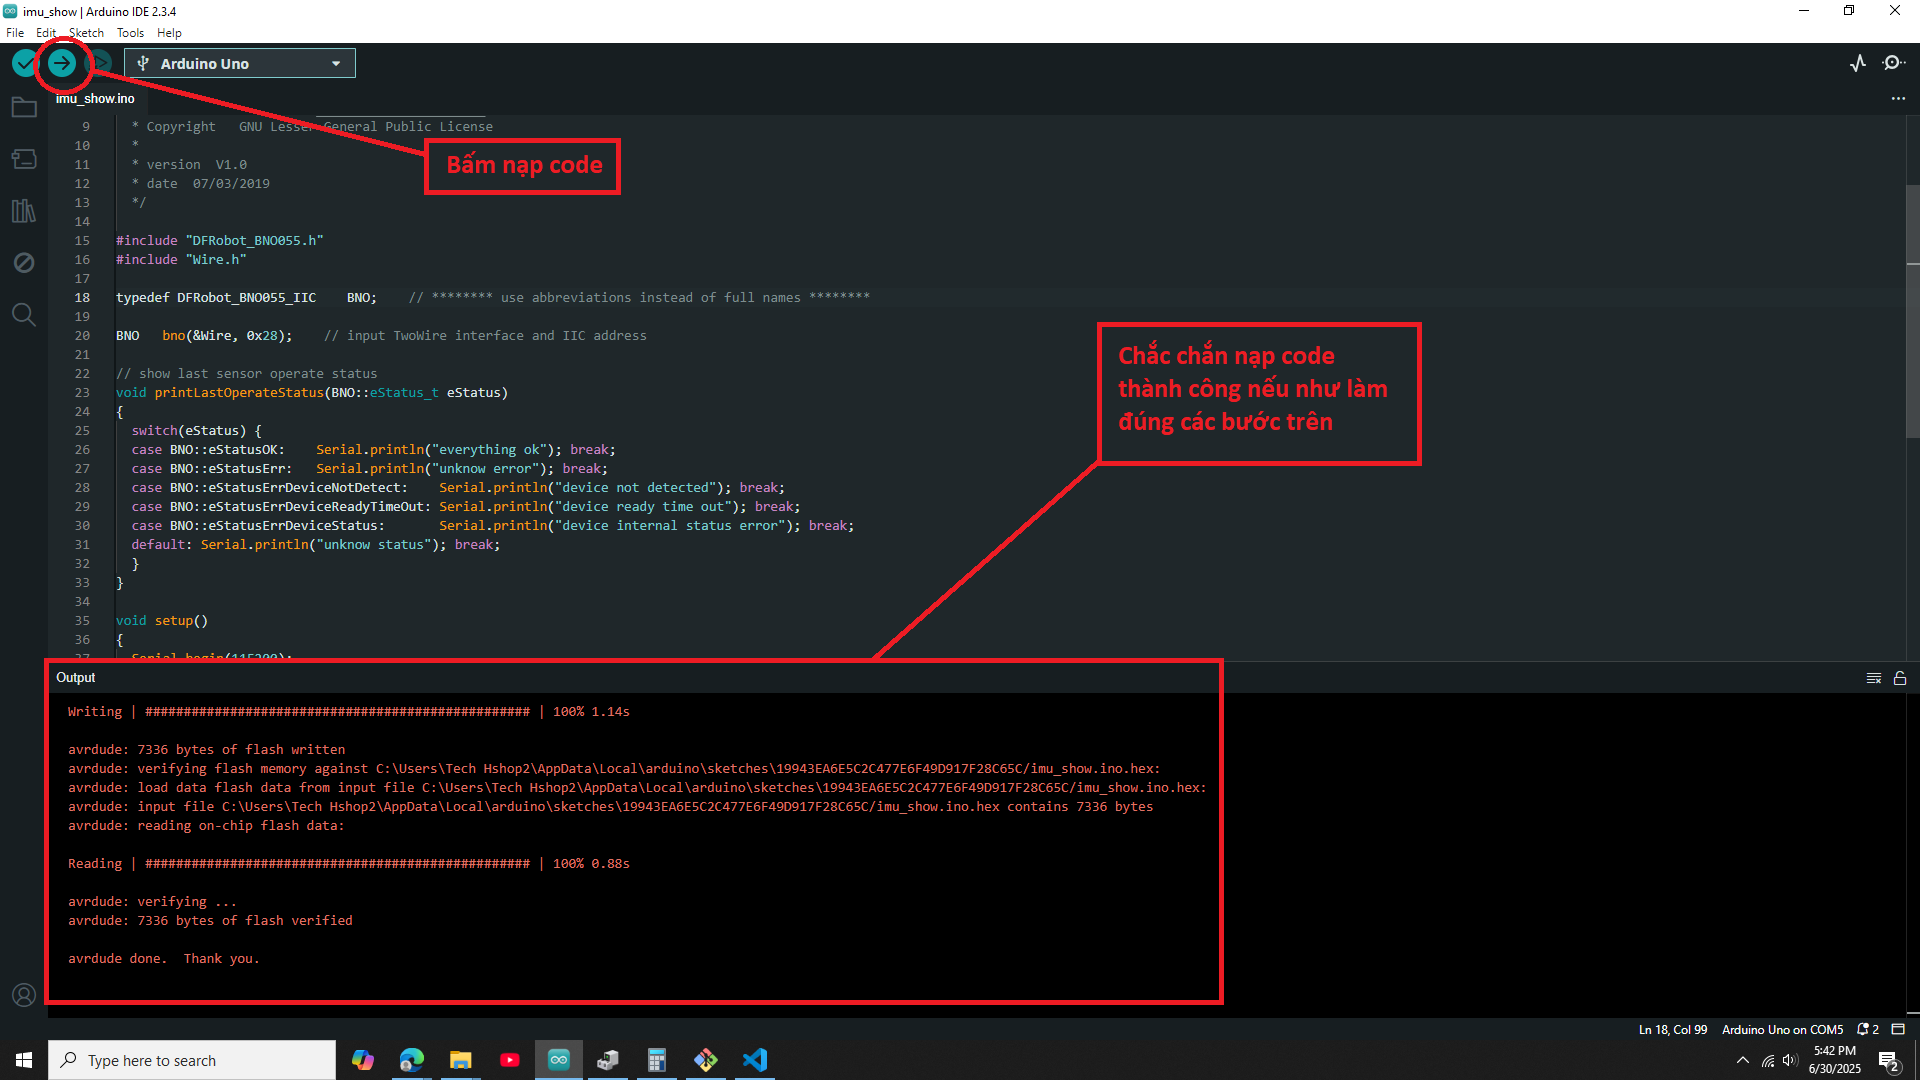 imu_show | Arduino IDE 2.3.4
File Edit Sketch Tools Help
Arduino Uno
imu_show.ino
9 * Copyright GNU Lesser General Public License
10 *
11 * version V1.0
12 * date 07/03/2019
13 */
14
15 #include "DFRobot_BNO055.h"
16 #include "Wire.h"
17
18 typedef DFRobot_BNO055_IIC BNO; // ******** use abbreviations instead of full names ********
19
20 BNO bno(&Wire, 0x28); // input TwoWire interface and IIC address
21
22 // show last sensor operate status
23 void printLastOperateStatus(BNO::eStatus_t eStatus)
24 {
25 switch(eStatus) {
26 case BNO::eStatusOK: Serial.println("everything ok"); break;
27 case BNO::eStatusErr: Serial.println("unknow error"); break;
28 case BNO::eStatusErrDeviceNotDetect: Serial.println("device not detected"); break;
29 case BNO::eStatusErrDeviceReadyTimeOut: Serial.println("device ready time out"); break;
30 case BNO::eStatusErrDeviceStatus: Serial.println("device internal status error"); break;
31 default: Serial.println("unknow status"); break;
32 }
33 }
34
35 void setup()
36 {
37 Serial.begin(115200);
Bấm nạp code
Chắc chắn nạp code
thành công nếu như làm
đúng các bước trên
Output
Writing | ################################################## | 100% 1.14s
avrdude: 7336 bytes of flash written
avrdude: verifying flash memory against C:\Users\Tech Hshop2\AppData\Local\arduino\sketches\19943EA6E5C2C477E6F49D917F28C65C/imu_show.ino.hex:
avrdude: load data flash data from input file C:\Users\Tech Hshop2\AppData\Local\arduino\sketches\19943EA6E5C2C477E6F49D917F28C65C/imu_show.ino.hex:
avrdude: input file C:\Users\Tech Hshop2\AppData\Local\arduino\sketches\19943EA6E5C2C477E6F49D917F28C65C/imu_show.ino.hex contains 7336 bytes
avrdude: reading on-chip flash data:
Reading | ################################################## | 100% 0.88s
avrdude: verifying ...
avrdude: 7336 bytes of flash verified
avrdude done. Thank you.
Ln 18, Col 99 Arduino Uno on COM5 2
Type here to search
5:42 PM
6/30/2025
2